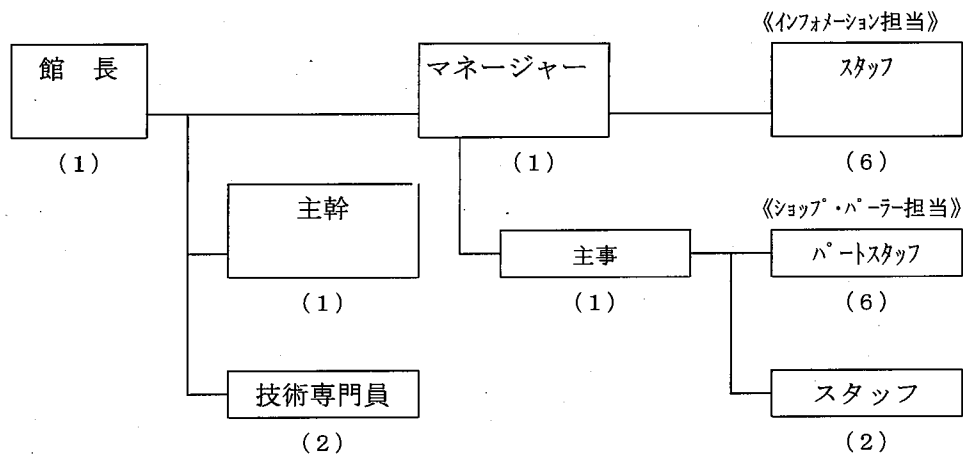 《ｲﾝﾌｫﾒｰｼｮﾝ担当》
館　長
マネージャー
ｽﾀｯﾌ
（１）
（１）
（６）
主幹
《ｼｮｯﾌﾟ・ﾊﾟｰﾗｰ担当》
主事
ﾊﾟｰﾄｽﾀｯﾌ
（１）
（１）
（６）
技術専門員
スタッフ
（２）
（２）